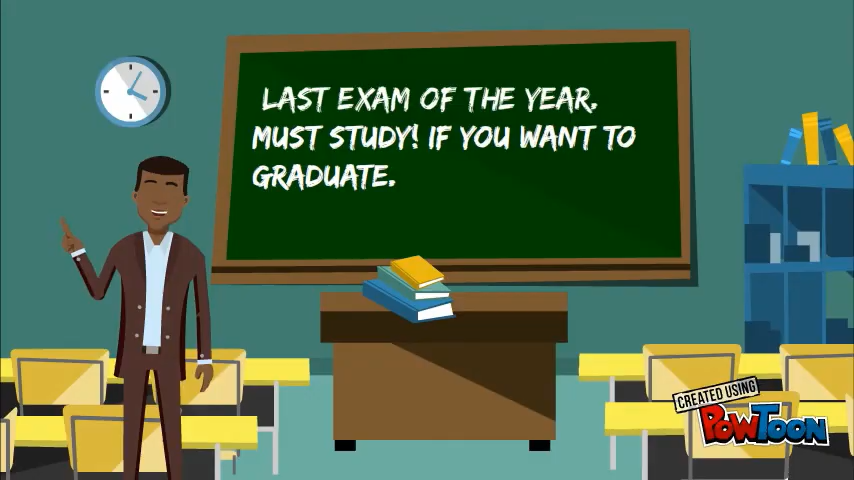 LAST EXAM OF THE YEAR.
MUST STUDY! IF YOU WANT TO
GRADUATE.
CREATED USING
POWTOON